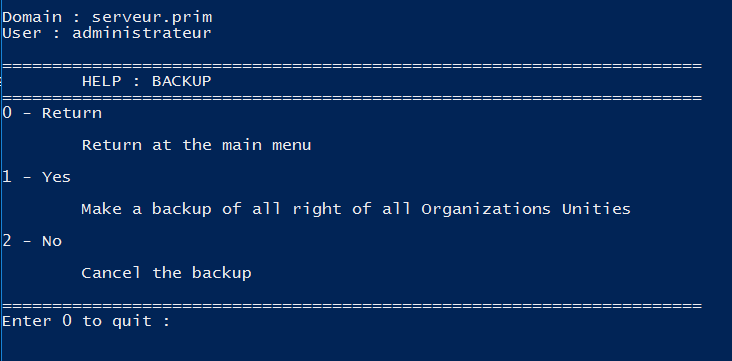 Domain : serveur.prim
User : administrateur
======================================================================
HELP : BACKUP
======================================================================
0 - Return
Return at the main menu
1 - Yes
Make a backup of all right of all Organizations Unities
2 - No
Cancel the backup
======================================================================
Enter 0 to quit :